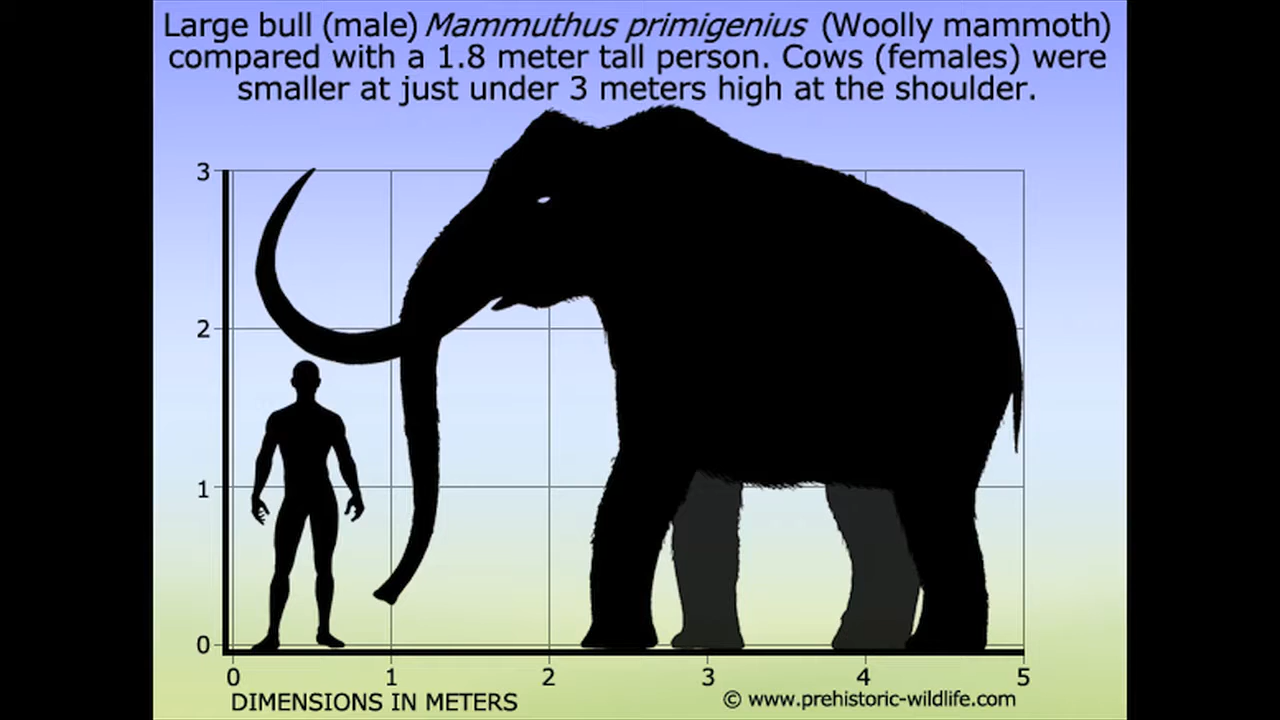 Large bull (male) Mammuthus primigenius (Woolly mammoth)
compared with a 1.8 meter tall person. Cows (females) were
smaller at just under 3 meters high at the shoulder.
3
2
1
0
0 1 2 3 4 5
DIMENSIONS IN METERS © www.prehistoric-wildlife.com